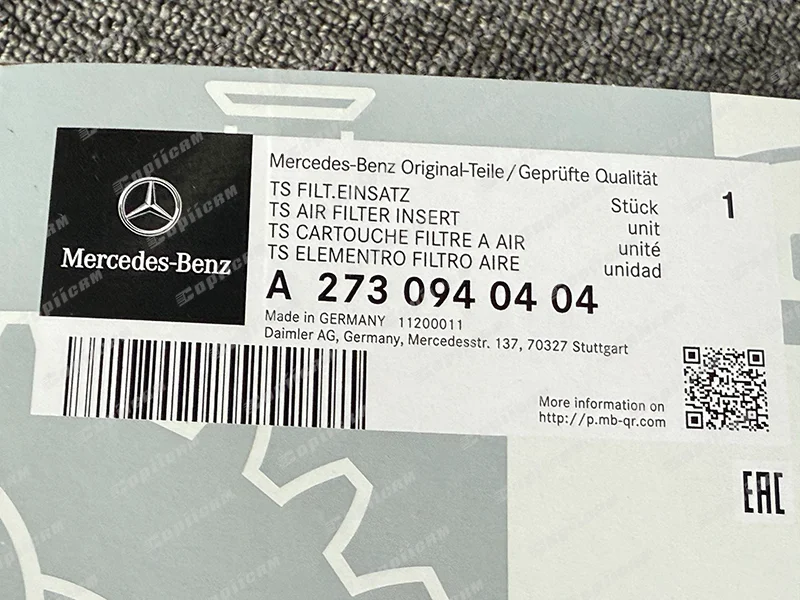 Mercedes-Benz
Mercedes-Benz Original-Teile/Geprüfte Qualität
TS FILT.EINSATZ
TS AIR FILTER INSERT
TS CARTOUCHE FILTRE A AIR
TS ELEMENTRO FILTRO AIRE
Stück
unit
unité
unidad
1
A 273 094 04 04
Made in GERMANY 11200011
Daimler AG, Germany, Mercedesstr. 137, 70327 Stuttgart
More information on
http://p.mb-qr.com
EAC
Copiicam